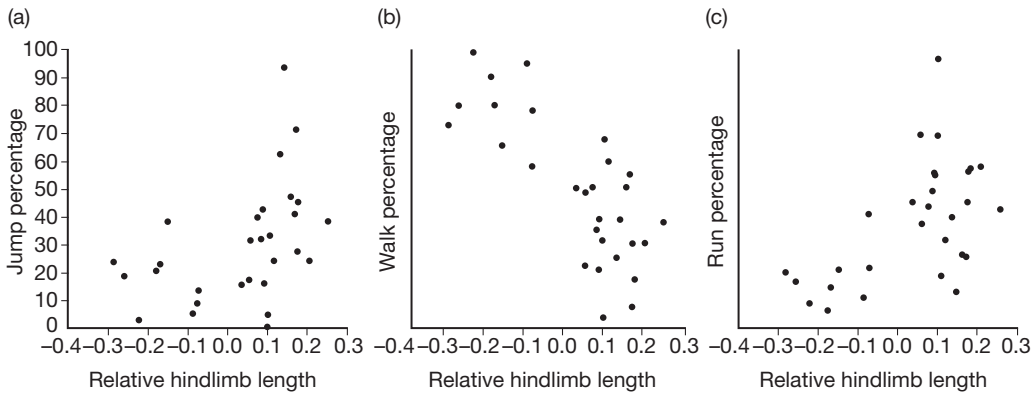 (a)
Jump percentage
100
90
80
70
60
50
40
30
20
10
0
−0.4−0.3 −0.2 −0.1 0.0 0.1 0.2 0.3
Relative hindlimb length
(b)
Walk percentage
−0.4−0.3 −0.2 −0.1 0.0 0.1 0.2 0.3
Relative hindlimb length
(c)
Run percentage
−0.4−0.3 −0.2 −0.1 0.0 0.1 0.2 0.3
Relative hindlimb length